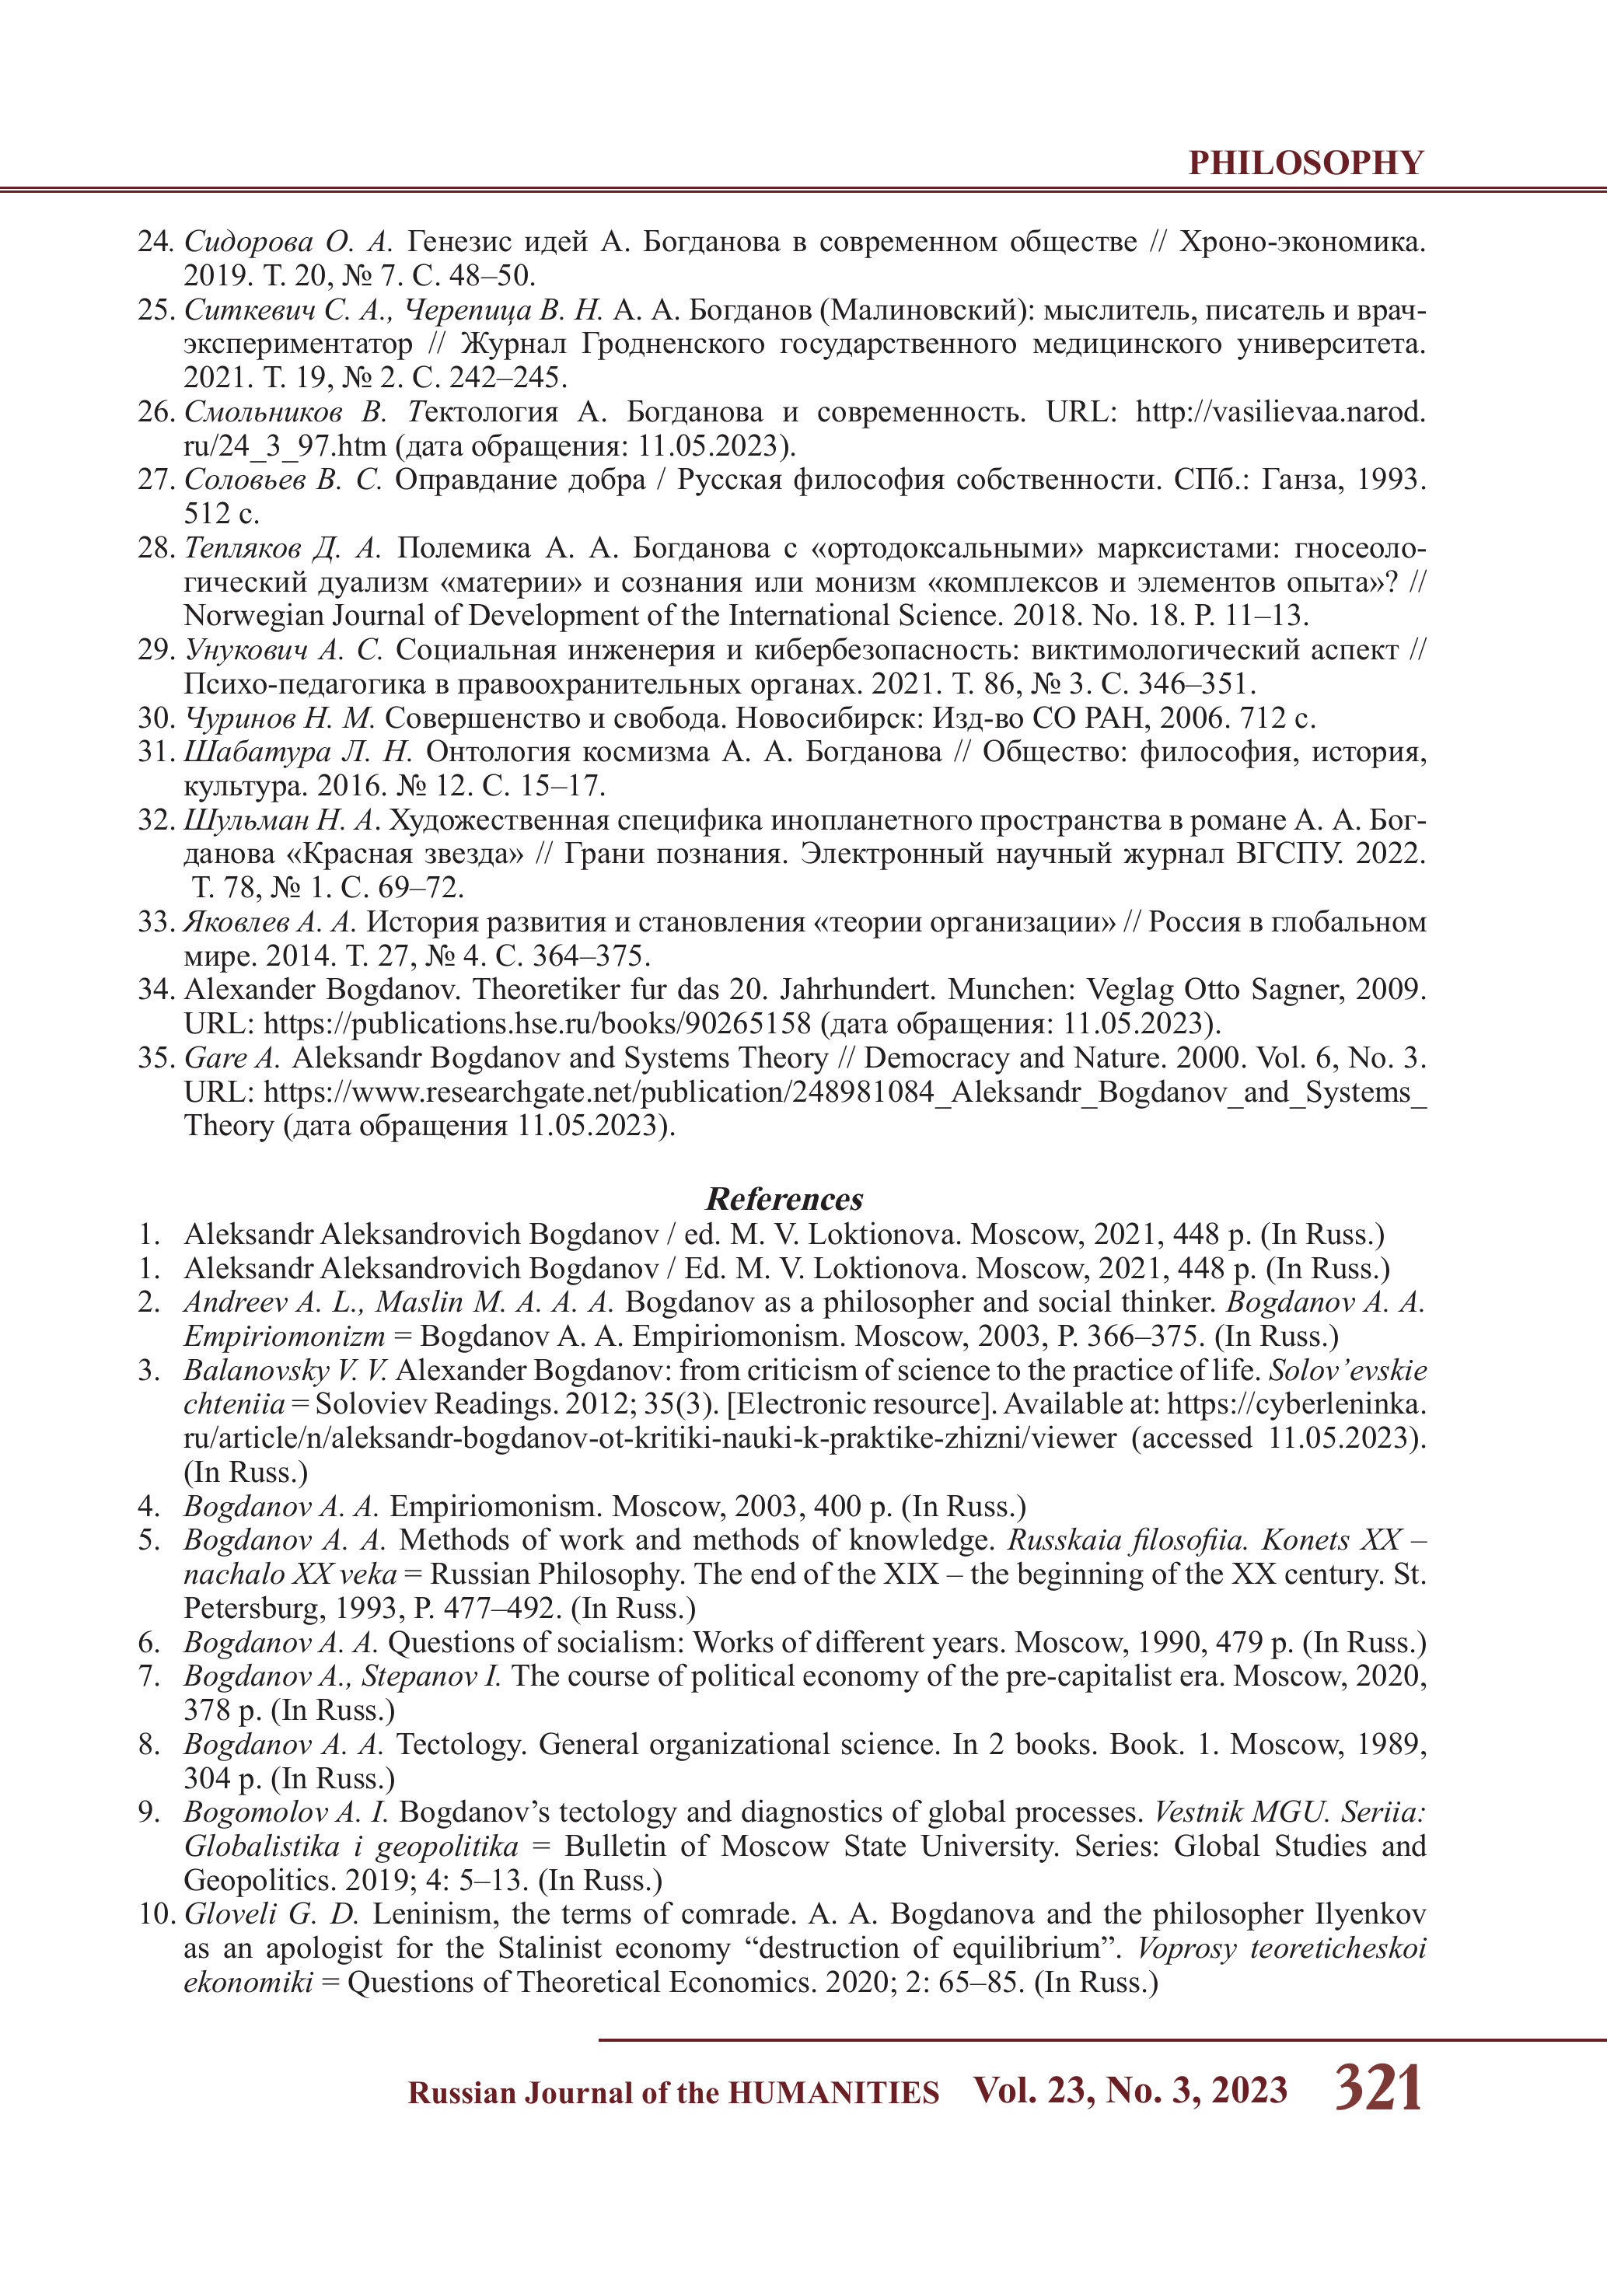 PHILOSOPHY
24. Сидорова О. А. Генезис идей А. Богданова в современном обществе // Хроно-экономика.
2019. Т. 20, № 7. С. 48–50.
25. Ситкевич С. А., Черепица В. Н. А. А. Богданов (Малиновский): мыслитель, писатель и врач-
экспериментатор // Журнал Гродненского государственного медицинского университета.
2021. Т. 19, № 2. С. 242–245.
26. Смольников В. Тектология А. Богданова и современность. URL: http://vasilievaa.narod.
ru/24_3_97.htm (дата обращения: 11.05.2023).
27. Соловьев В. С. Оправдание добра / Русская философия собственности. СПб.: Ганза, 1993.
512 с.
28. Тепляков Д. А. Полемика А. А. Богданова с «ортодоксальными» марксистами: гносеоло-
гический дуализм «материи» и сознания или монизм «комплексов и элементов опыта»? //
Norwegian Journal of Development of the International Science. 2018. No. 18. P. 11–13.
29. Унукович А. С. Социальная инженерия и кибербезопасность: виктимологический аспект //
Психо-педагогика в правоохранительных органах. 2021. Т. 86, № 3. С. 346–351.
30. Чуринов Н. М. Совершенство и свобода. Новосибирск: Изд-во СО РАН, 2006. 712 с.
31. Шабатура Л. Н. Онтология космизма А. А. Богданова // Общество: философия, история,
культура. 2016. № 12. С. 15–17.
32. Шульман Н. А. Художественная специфика инопланетного пространства в романе А. А. Бог-
данова «Красная звезда» // Грани познания. Электронный научный журнал ВГСПУ. 2022.
Т. 78, № 1. С. 69–72.
33. Яковлев А. А. История развития и становления «теории организации» // Россия в глобальном
мире. 2014. Т. 27, № 4. С. 364–375.
34. Alexander Bogdanov. Theoretiker fur das 20. Jahrhundert. Munchen: Veglag Otto Sagner, 2009.
URL: https://publications.hse.ru/books/90265158 (дата обращения: 11.05.2023).
35. Gare A. Aleksandr Bogdanov and Systems Theory // Democracy and Nature. 2000. Vol. 6, No. 3.
URL: https://www.researchgate.net/publication/248981084_Aleksandr_Bogdanov_and_Systems_
Theory (дата обращения 11.05.2023).
References
1. Aleksandr Aleksandrovich Bogdanov / ed. M. V. Loktionova. Moscow, 2021, 448 p. (In Russ.)
1. Aleksandr Aleksandrovich Bogdanov / Ed. M. V. Loktionova. Moscow, 2021, 448 p. (In Russ.)
2. Andreev A. L., Maslin M. A. A. A. Bogdanov as a philosopher and social thinker. Bogdanov A. A.
Empiriomonizm = Bogdanov A. A. Empiriomonism. Moscow, 2003, P. 366–375. (In Russ.)
3. Balanovsky V. V. Alexander Bogdanov: from criticism of science to the practice of life. Solov’evskie
chteniia = Soloviev Readings. 2012; 35(3). [Electronic resource]. Available at: https://cyberleninka.
ru/article/n/aleksandr-bogdanov-ot-kritiki-nauki-k-praktike-zhizni/viewer (accessed 11.05.2023).
(In Russ.)
4. Bogdanov A. A. Empiriomonism. Moscow, 2003, 400 p. (In Russ.)
5. Bogdanov A. A. Methods of work and methods of knowledge. Russkaia filosofiia. Konets XX –
nachalo XX veka = Russian Philosophy. The end of the XIX – the beginning of the XX century. St.
Petersburg, 1993, P. 477–492. (In Russ.)
6. Bogdanov A. A. Questions of socialism: Works of different years. Moscow, 1990, 479 p. (In Russ.)
7. Bogdanov A., Stepanov I. The course of political economy of the pre-capitalist era. Moscow, 2020,
378 p. (In Russ.)
8. Bogdanov A. A. Tectology. General organizational science. In 2 books. Book. 1. Moscow, 1989,
304 p. (In Russ.)
9. Bogomolov A. I. Bogdanov’s tectology and diagnostics of global processes. Vestnik MGU. Seriia:
Globalistika i geopolitika = Bulletin of Moscow State University. Series: Global Studies and
Geopolitics. 2019; 4: 5–13. (In Russ.)
10. Gloveli G. D. Leninism, the terms of comrade. A. A. Bogdanova and the philosopher Ilyenkov
as an apologist for the Stalinist economy “destruction of equilibrium”. Voprosy teoreticheskoi
ekonomiki = Questions of Theoretical Economics. 2020; 2: 65–85. (In Russ.)
Russian Journal of the HUMANITIES Vol. 23, No. 3, 2023 321